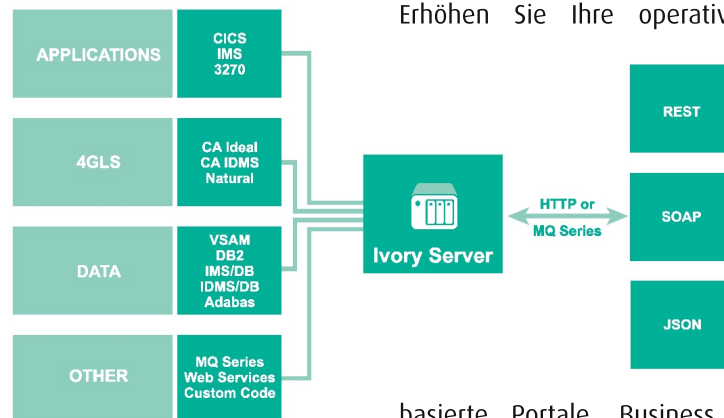 Erhöhen Sie Ihre operativ
APPLICATIONS
CICS
IMS
3270
4GLS
CA Ideal
CA IDMS
Natural
DATA
VSAM
DB2
IMS/DB
IDMS/DB
Adabas
OTHER
MQ Series
Web Services
Custom Code
Ivory Server
HTTP or
MQ Series
REST
SOAP
JSON
basierte Portale, Business